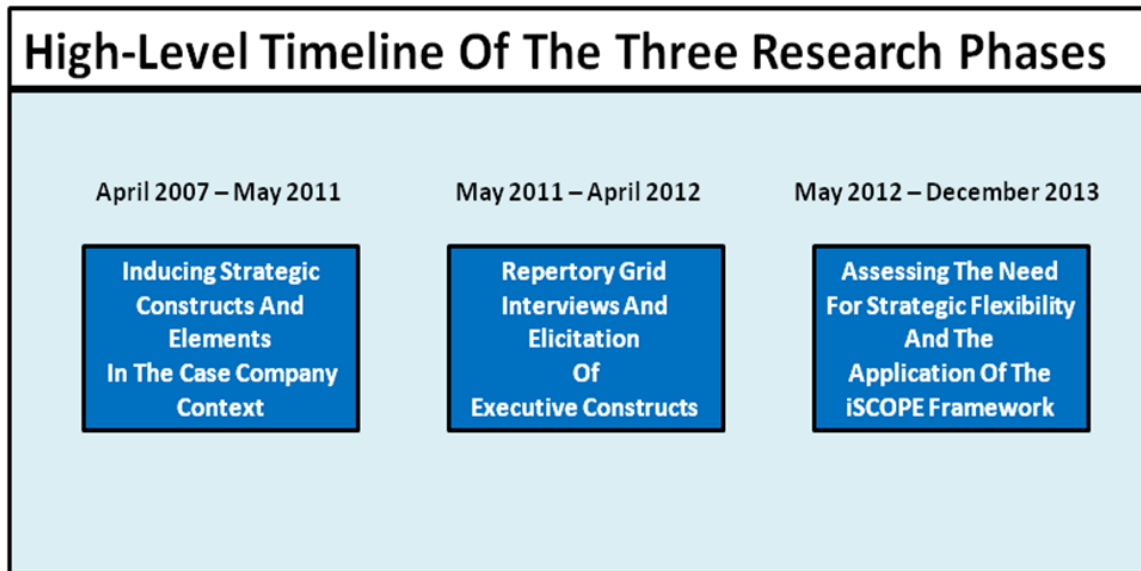 High-Level Timeline Of The Three Research Phases
April 2007 – May 2011
Inducing Strategic
Constructs And
Elements
In The Case Company
Context
May 2011 – April 2012
Repertory Grid
Interviews And
Elicitation
Of
Executive Constructs
May 2012 – December 2013
Assessing The Need
For Strategic Flexibility
And The
Application Of The
iSCOPE Framework